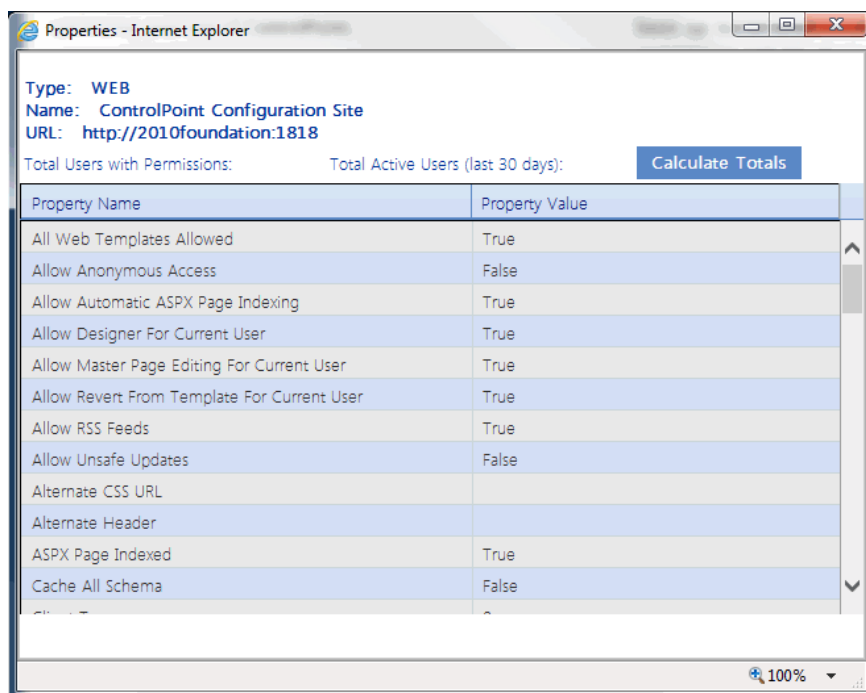 Properties - Internet Explorer
Type: WEB
Name: ControlPoint Configuration Site
URL: http://2010foundation:1818
Total Users with Permissions: Total Active Users (last 30 days): Calculate Totals
Property Name Property Value
All Web Templates Allowed True
Allow Anonymous Access False
Allow Automatic ASPX Page Indexing True
Allow Designer For Current User True
Allow Master Page Editing For Current User True
Allow Revert From Template For Current User True
Allow RSS Feeds True
Allow Unsafe Updates False
Alternate CSS URL
Alternate Header
ASPX Page Indexed True
Cache All Schema False
100%